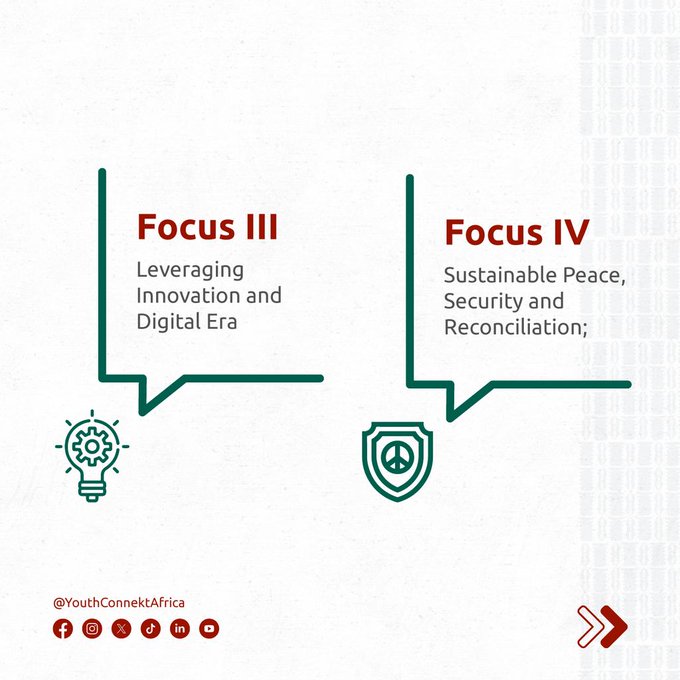 Focus III
Leveraging
Innovation and
Digital Era
Focus IV
Sustainable Peace,
Security and
Reconciliation;
@YouthConnektAfrica